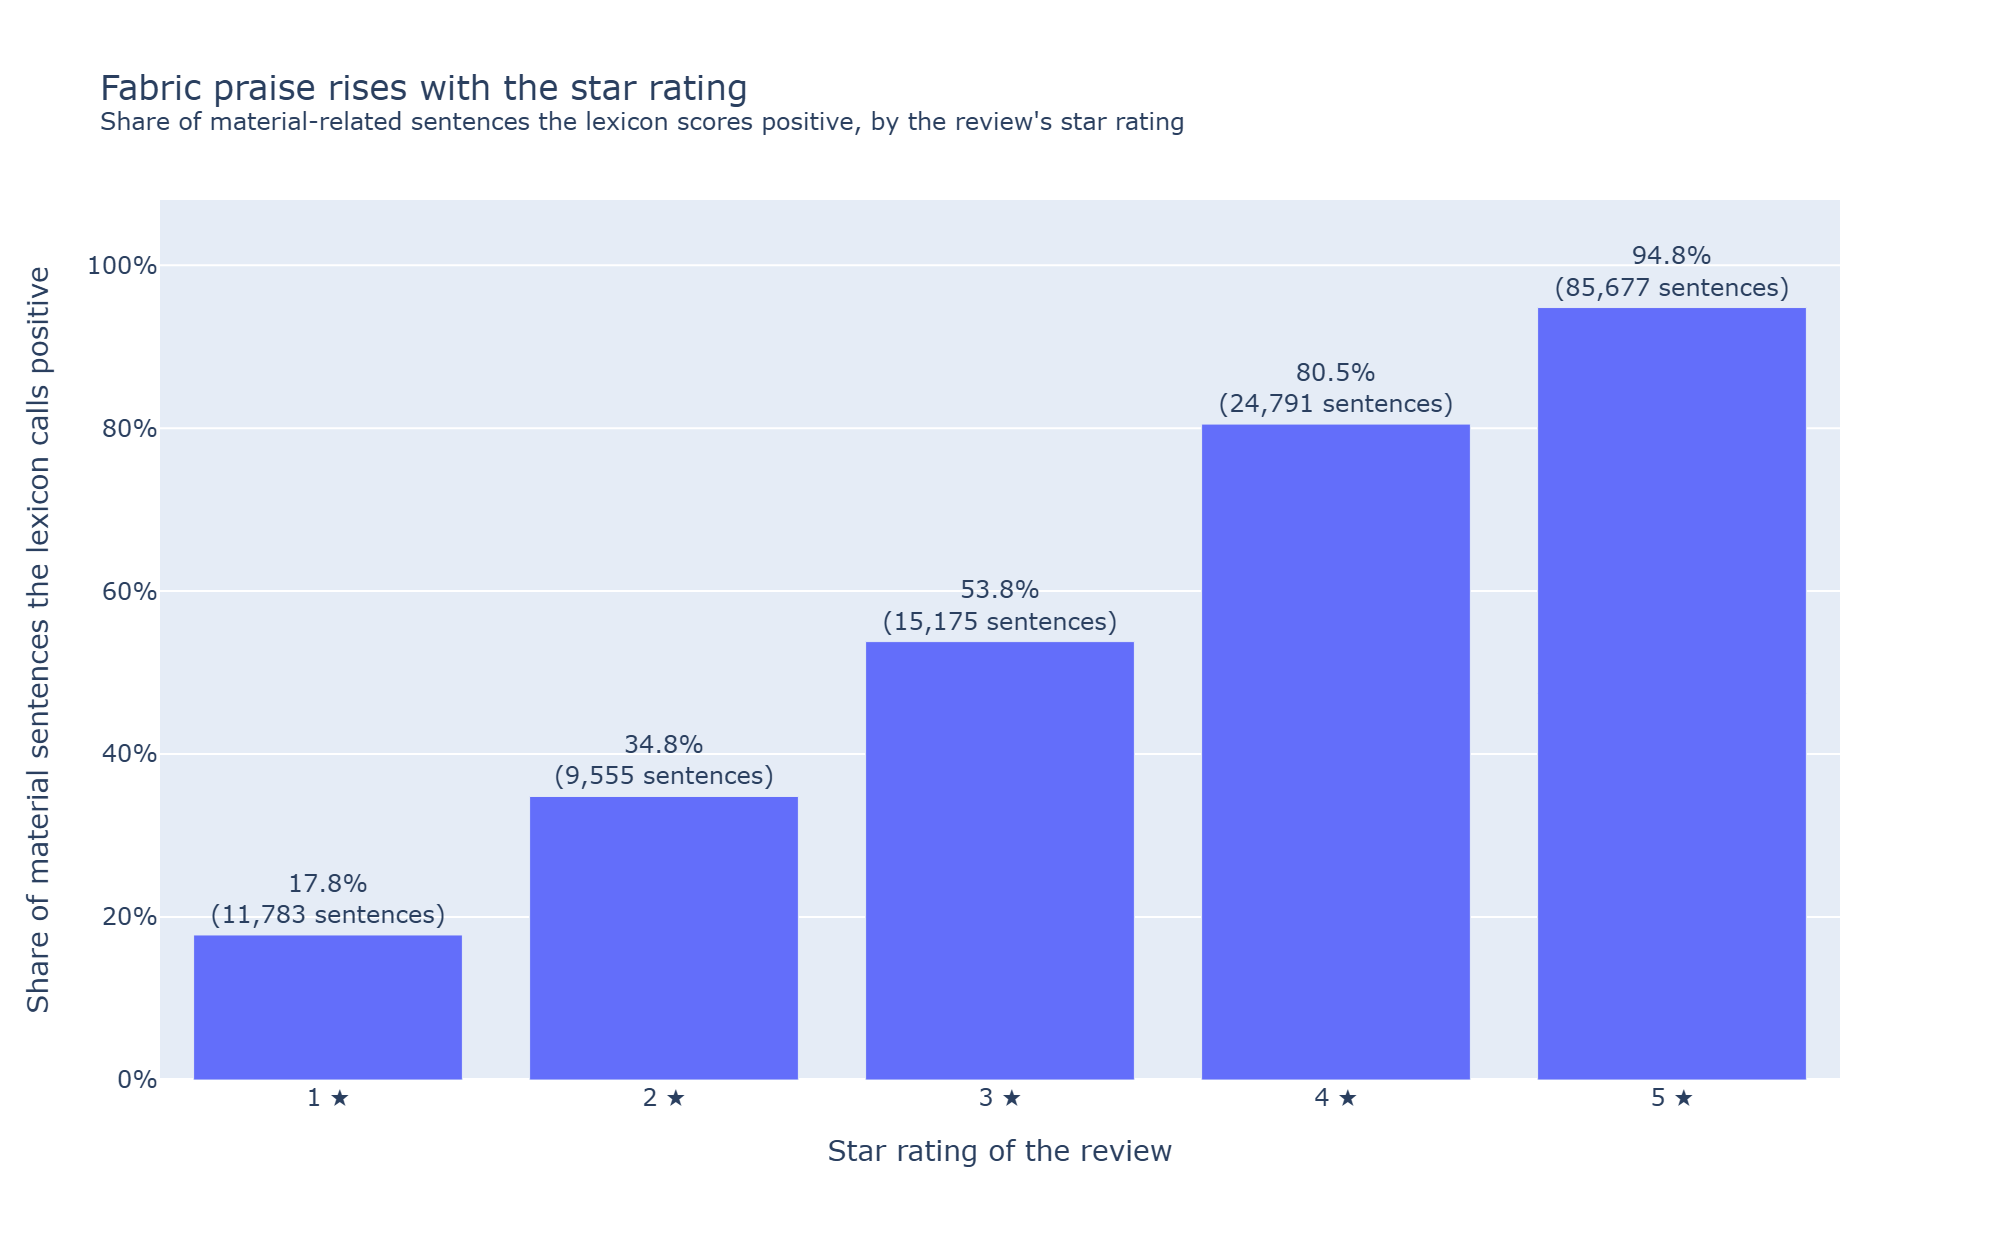 Fabric praise rises with the star rating
Share of material-related sentences the lexicon scores positive, by the review's star rating
Share of material sentences the lexicon calls positive
100%
80%
60%
40%
20%
0%
17.8%
(11,783 sentences)
34.8%
(9,555 sentences)
53.8%
(15,175 sentences)
80.5%
(24,791 sentences)
94.8%
(85,677 sentences)
1 ★
2 ★
3 ★
4 ★
5 ★
Star rating of the review